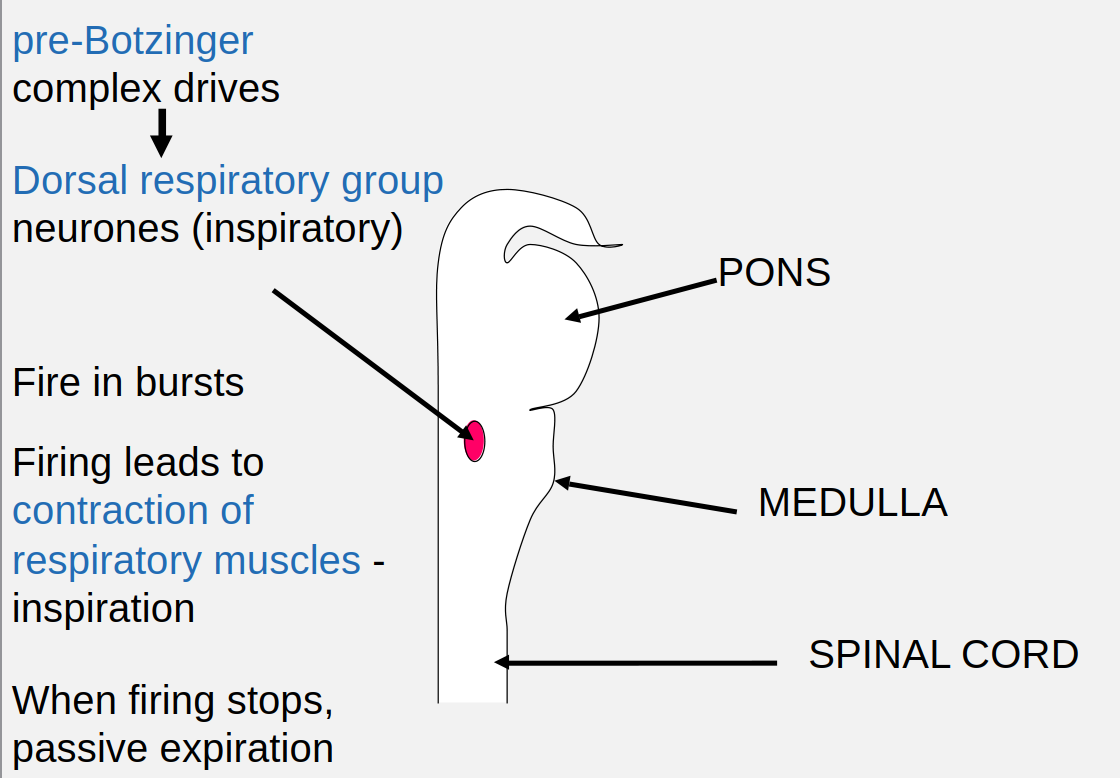 pre-Botzinger
complex drives
Dorsal respiratory group
neurones (inspiratory)
PONS
Fire in bursts
Firing leads to
contraction of
respiratory muscles -
inspiration
MEDULLA
SPINAL CORD
When firing stops,
passive expiration